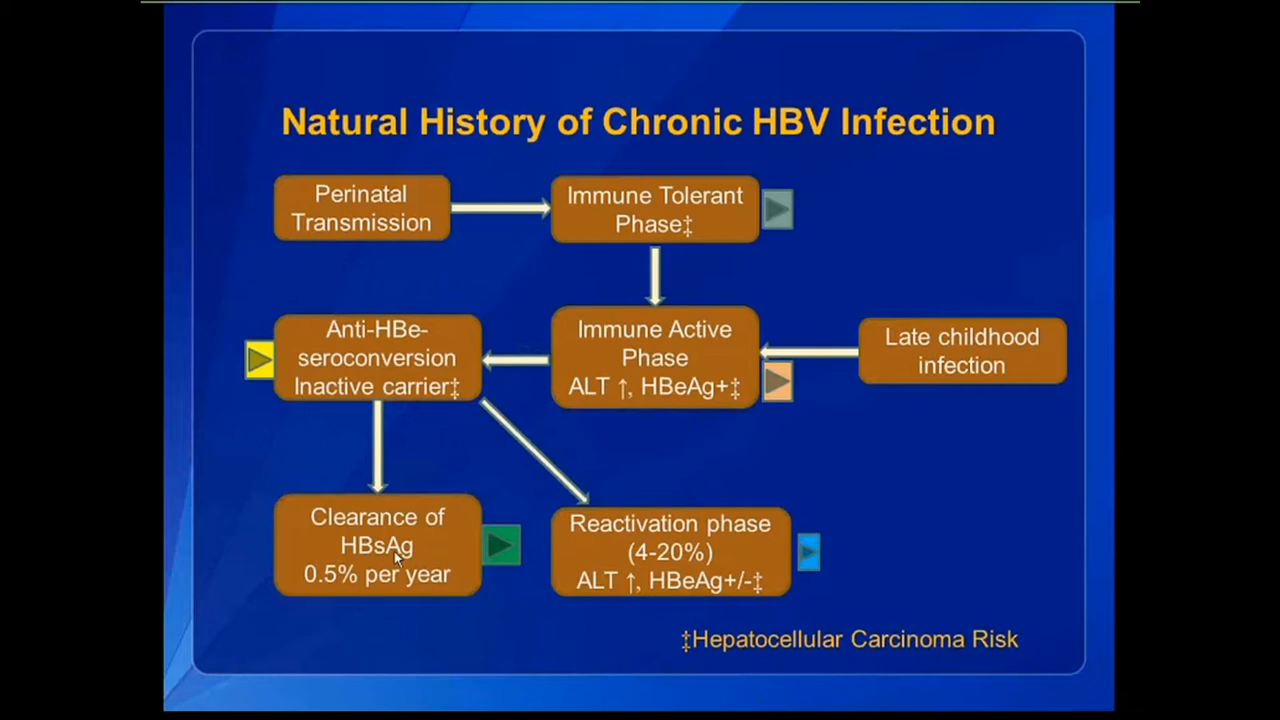 Natural History of Chronic HBV Infection
Perinatal
Transmission
Immune Tolerant
Phase‡
Anti-HBe-
seroconversion
Inactive carrier‡
Immune Active
Phase
ALT ↑, HBeAg+‡
Late childhood
infection
Clearance of
HBsAg
0.5% per year
Reactivation phase
(4-20%)
ALT ↑, HBeAg+/-‡
‡Hepatocellular Carcinoma Risk